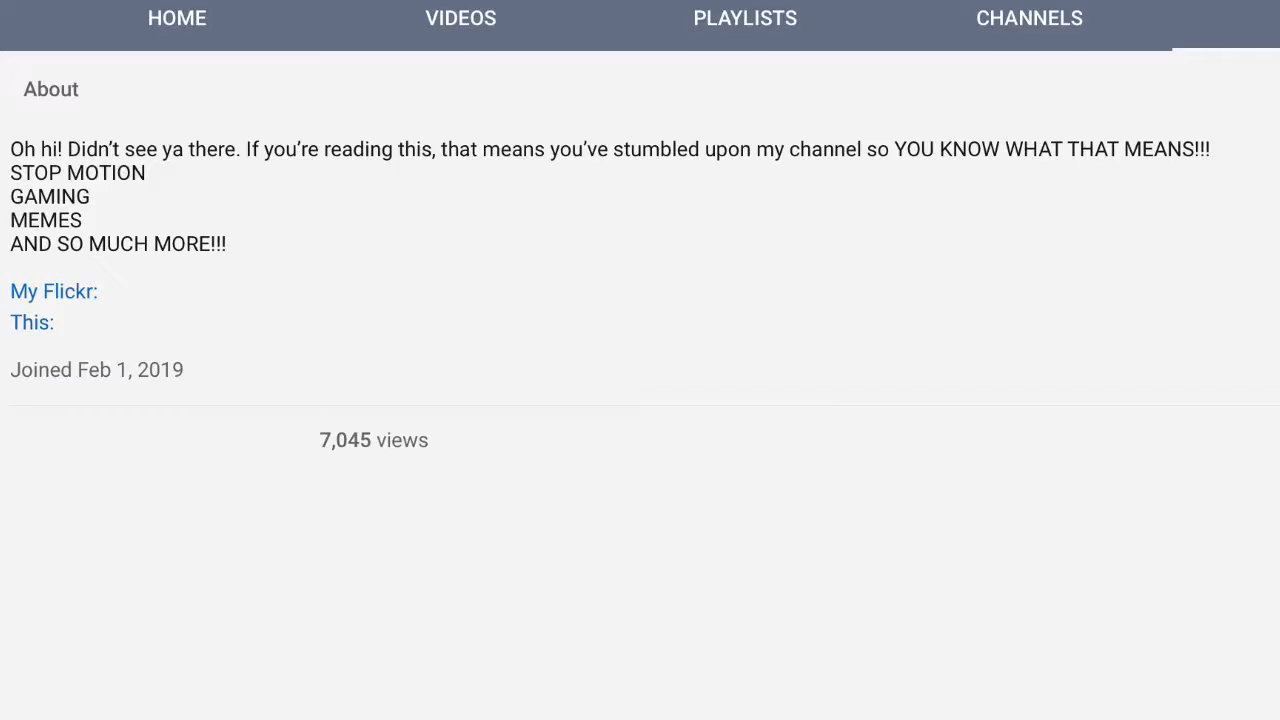 HOME VIDEOS PLAYLISTS CHANNELS
About
Oh hi! Didn’t see ya there. If you’re reading this, that means you’ve stumbled upon my channel so YOU KNOW WHAT THAT MEANS!!!
STOP MOTION
GAMING
MEMES
AND SO MUCH MORE!!!
My Flickr:
This:
Joined Feb 1, 2019
7,045 views